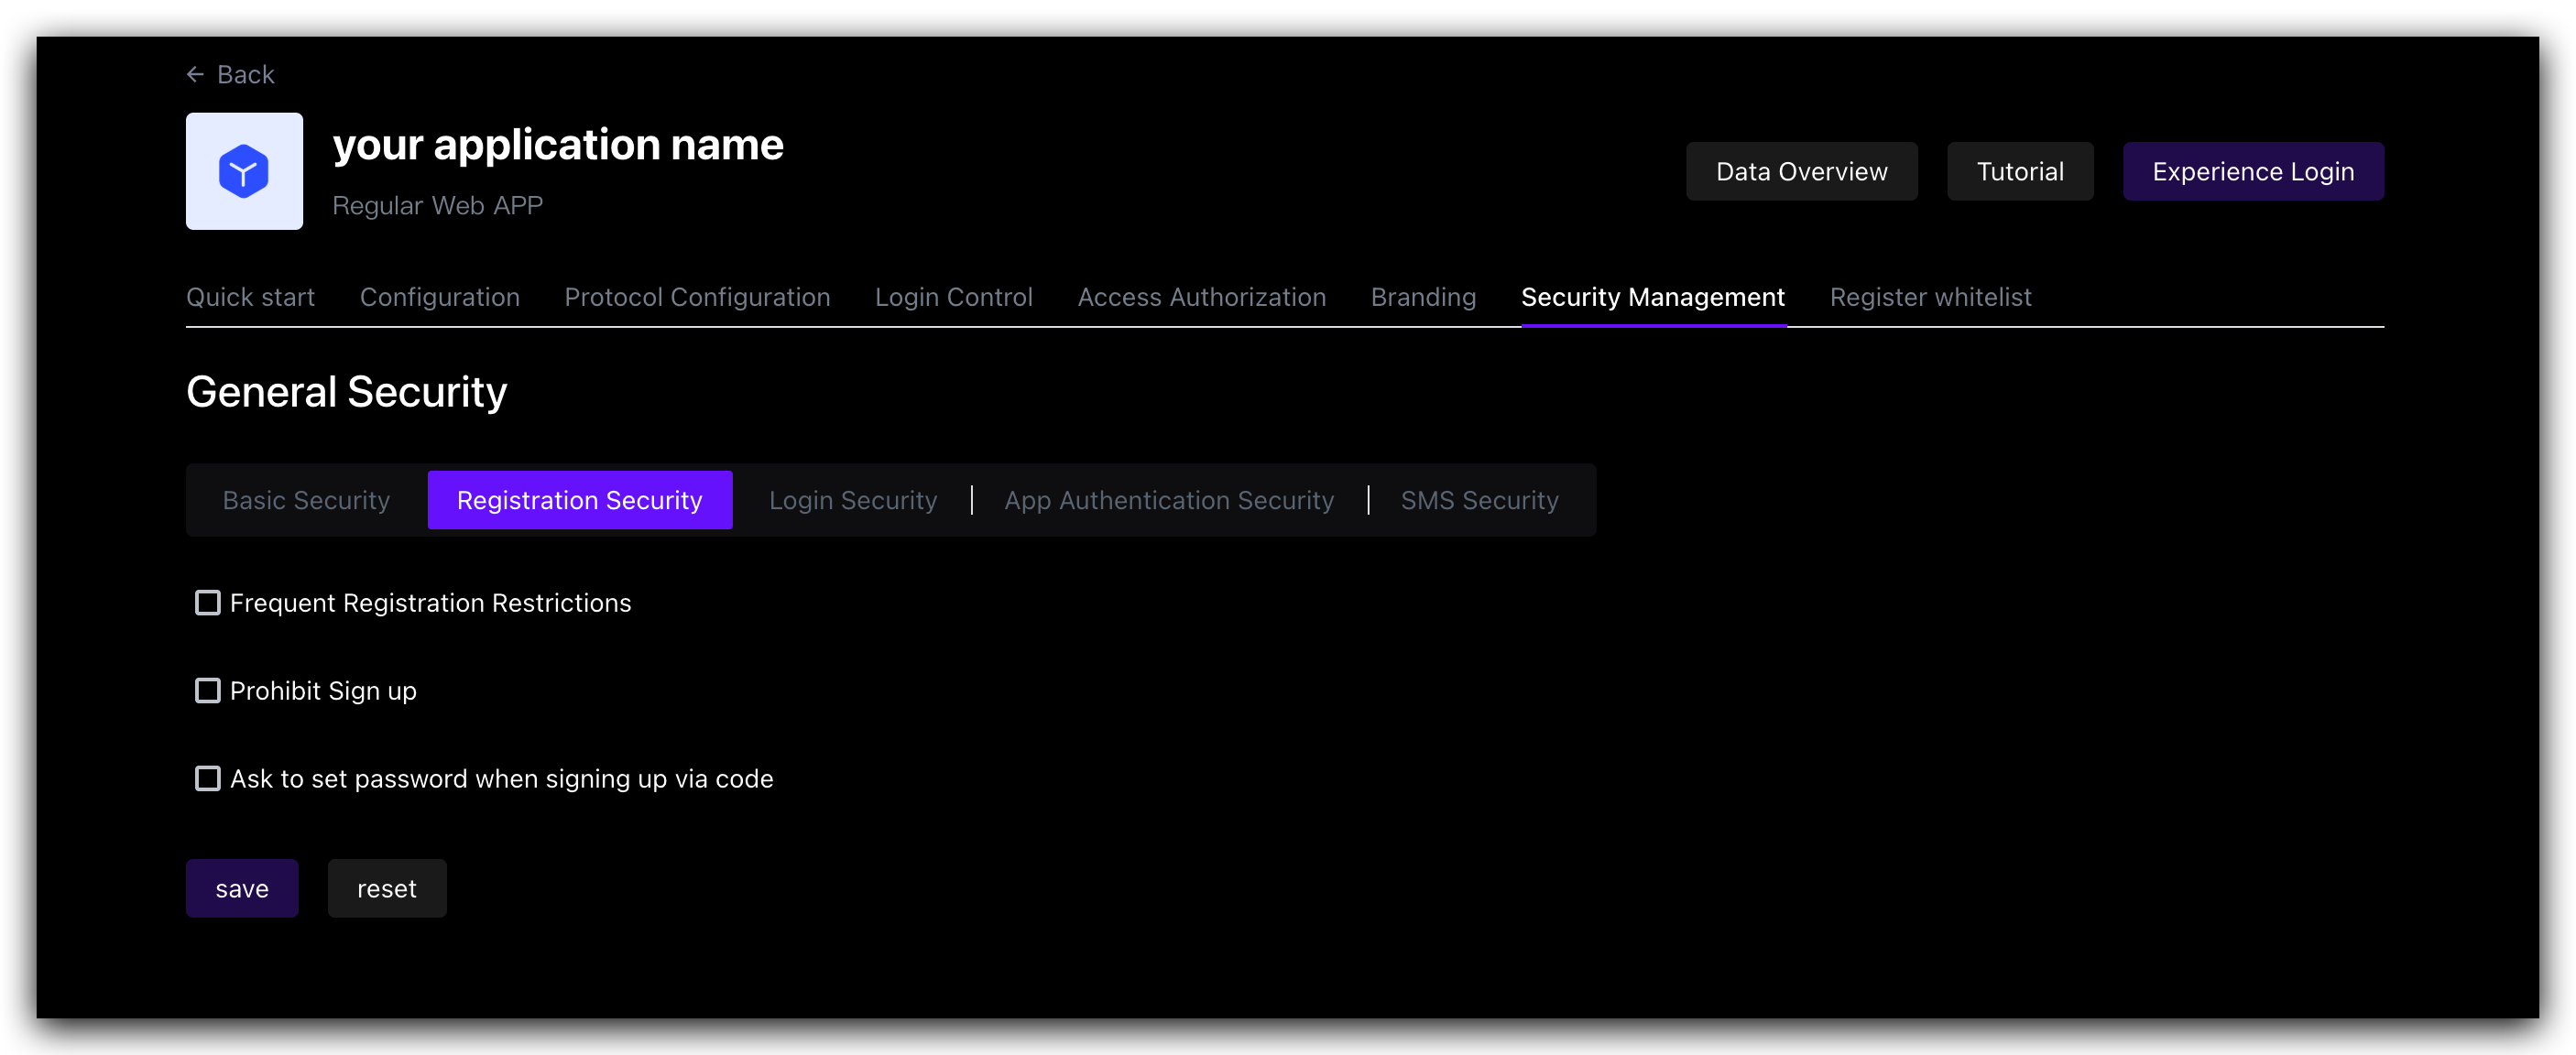 Back
your application name
Regular Web APP
Data Overview Tutorial Experience Login
Quick start Configuration Protocol Configuration Login Control Access Authorization Branding Security Management Register whitelist
General Security
Basic Security Registration Security Login Security App Authentication Security SMS Security
Frequent Registration Restrictions
Prohibit Sign up
Ask to set password when signing up via code
save reset